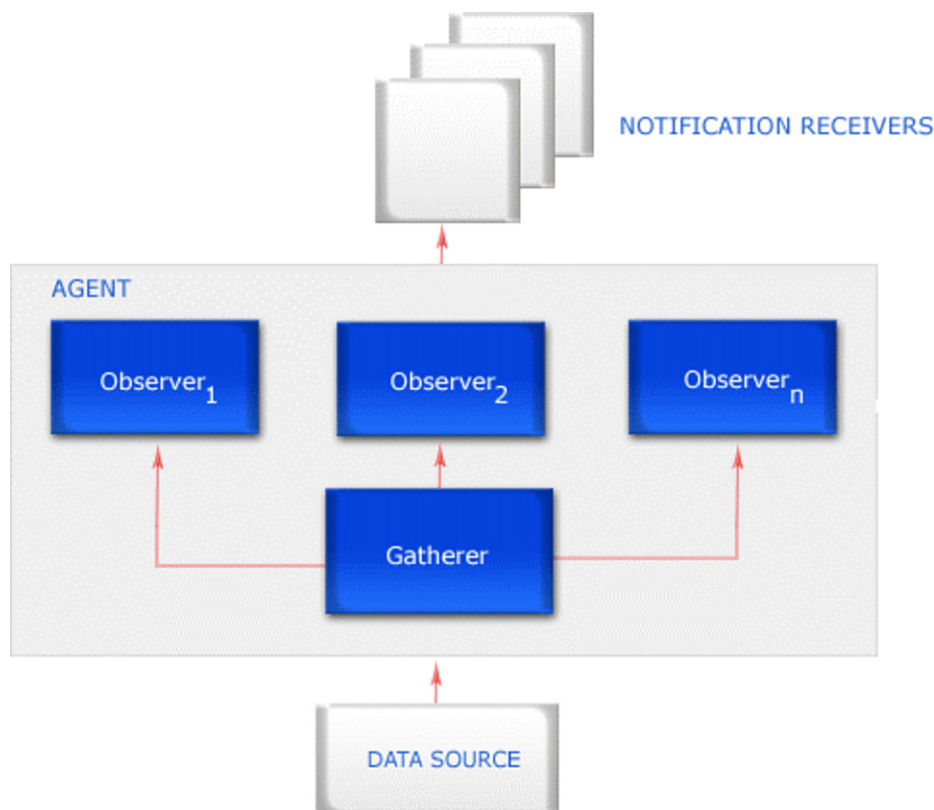 NOTIFICATION RECEIVERS
AGENT
Observer1
Observer2
Observern
Gatherer
DATA SOURCE